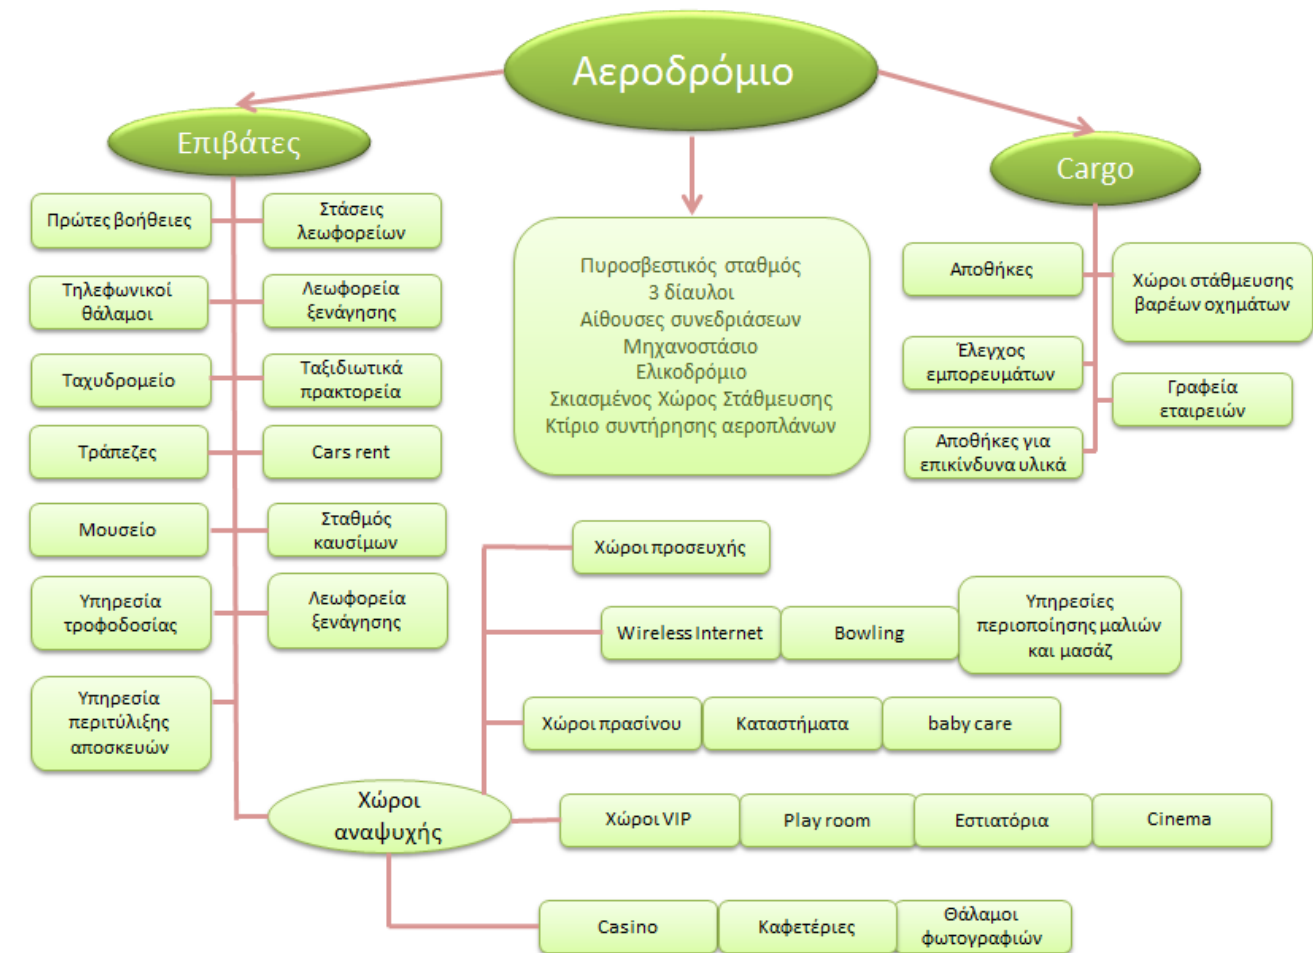 Αεροδρόμιο
Επιβάτες
Cargo
Πρώτες βοήθειες
Στάσεις
λεωφορείων
Τηλεφωνικοί
θάλαμοι
Λεωφορεία
ξενάγησης
Ταχυδρομείο
Ταξιδιωτικά
πρακτορεία
Τράπεζες
Cars rent
Μουσείο
Σταθμός
καυσίμων
Υπηρεσία
τροφοδοσίας
Λεωφορεία
ξενάγησης
Υπηρεσία
περιτύλιξης
αποσκευών
Πυροσβεστικός σταθμός
3 δίαυλοι
Αίθουσες συνεδριάσεων
Μηχανοστάσιο
Ελικοδρόμιο
Σκιασμένος Χώρος Στάθμευσης
Κτίριο συντήρησης αεροπλάνων
Αποθήκες
Χώροι στάθμευσης
βαρέων οχημάτων
Έλεγχος
εμπορευμάτων
Γραφεία
εταιρειών
Αποθήκες για
επικίνδυνα υλικά
Χώροι
αναψυχής
Χώροι προσευχής
Wireless Internet
Bowling
Υπηρεσίες
περιοποίησης μαλιών
και μασάζ
Χώροι πρασίνου
Καταστήματα
baby care
Χώροι VIP
Play room
Εστιατόρια
Cinema
Casino
Καφετέριες
Θάλαμοι
φωτογραφιών